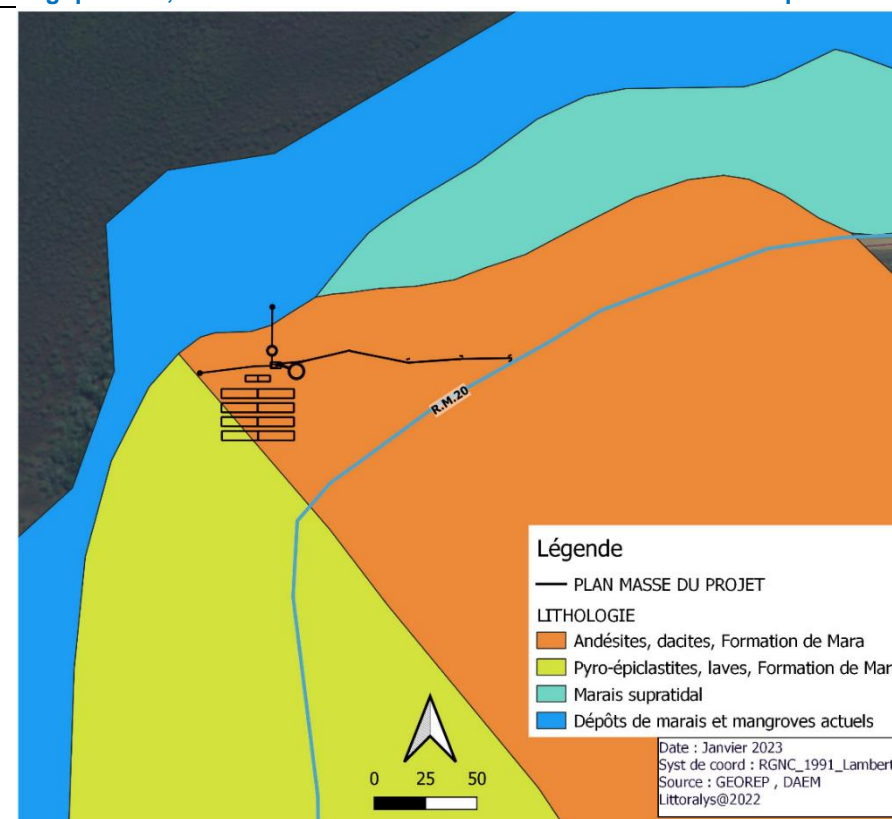 R.M.20
Légende
PLAN MASSE DU PROJET
LITHOLOGIE
Andésites, dacites, Formation de Mara
Pyro-épiclastites, laves, Formation de Mar
Marais supratidal
Dépôts de marais et mangroves actuels
0 25 50
Date : Janvier 2023
Syst de coord : RGNC_1991_Lambert
Source : GEOREP , DAEM
Littoralys@2022